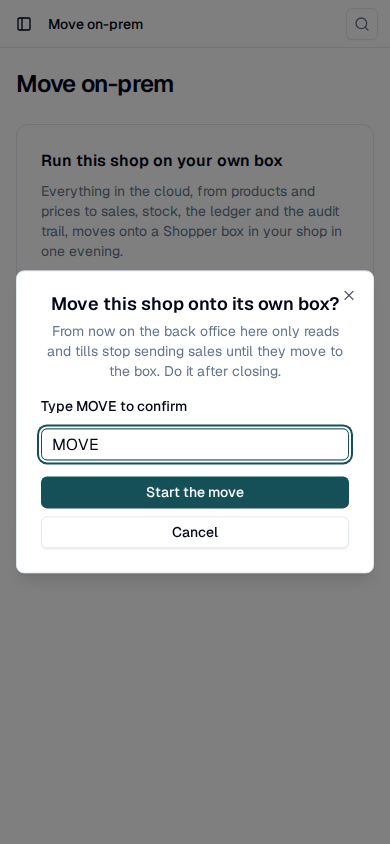 Move on-prem
Move on-prem
Run this shop on your own box
Everything in the cloud, from products and
prices to sales, stock, the ledger and the audit
trail, moves onto a Shopper box in your shop in
one evening.
Move this shop onto its own box?
From now on the back office here only reads
and tills stop sending sales until they move to
the box. Do it after closing.
Type MOVE to confirm
MOVE
Start the move
Cancel